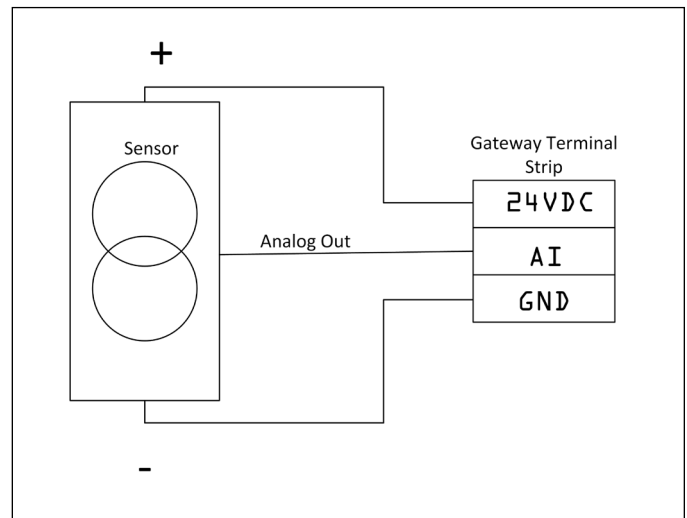 +
Sensor
Gateway Terminal
Strip
24VDC
Analog Out
AI
GND
-